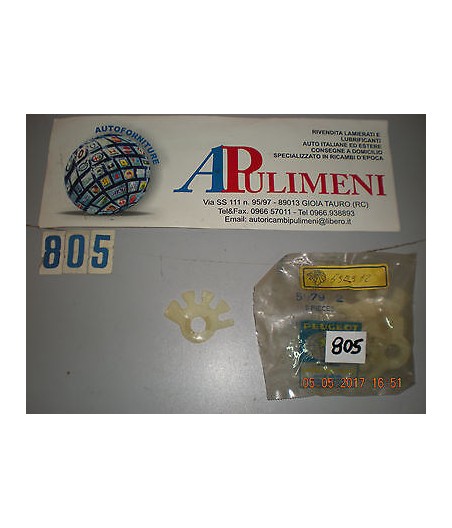 AUTOFORNITURE
APULIMENI
RIVENDITA LAMIERATI E
LUBRIFICANTI
AUTO ITALIANE ED ESTERE
CONSEGNE A DOMICILIO
SPECIALIZZATO IN RICAMBI D'EPOCA
Via SS 111 n. 95/97 - 89013 GIOIA TAURO (RC)
Tel&Fax. 0966 57011 - Tel 0966.938893
Email: autoricambipulimeni@libero.it
805
PIECES
PEUGEOT
805
05 05 2017 16 51